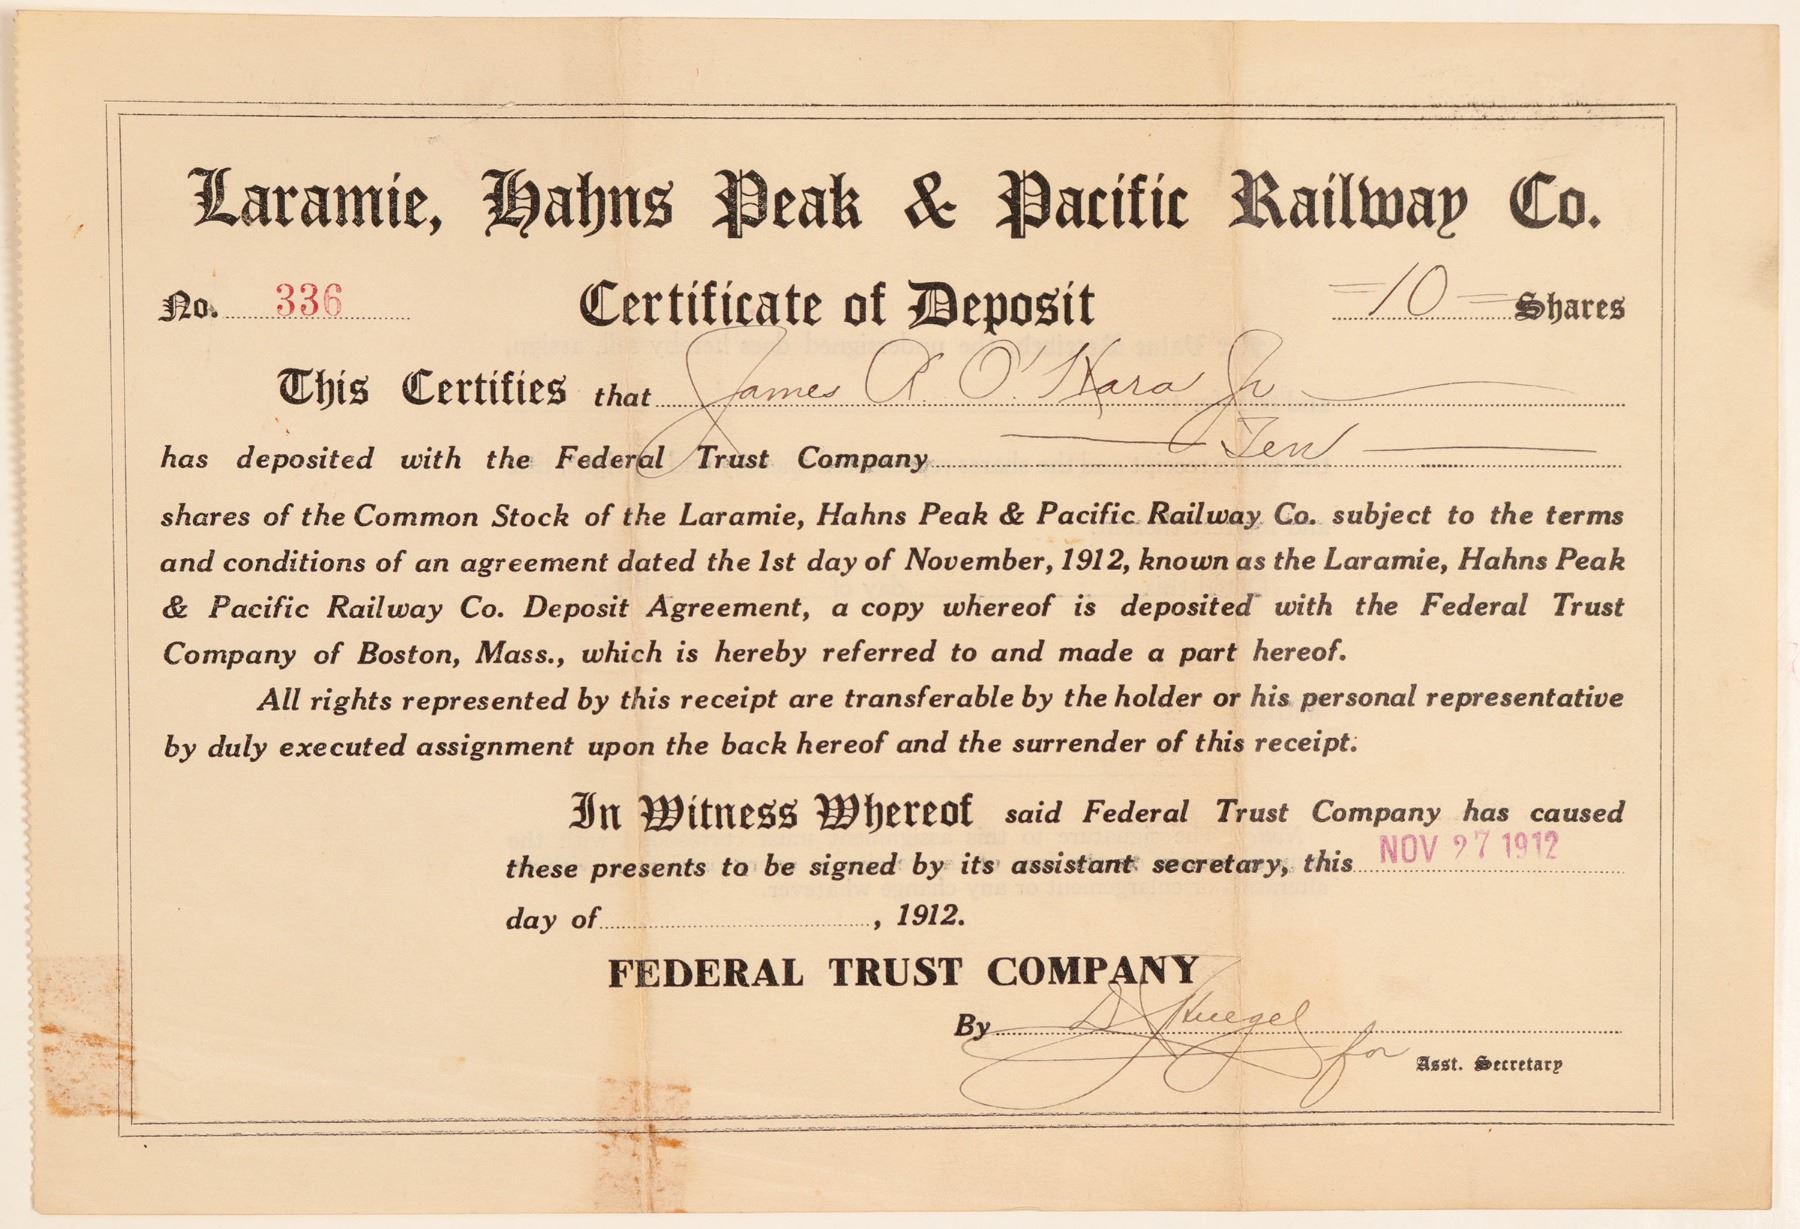 Laramie, Hahns Peak & Pacific Railway Co.
No. 336 Certificate of Deposit =10= Shares
This Certifies that James R. O'Hara Jr
has deposited with the Federal Trust Company Ten
shares of the Common Stock of the Laramie, Hahns Peak & Pacific Railway Co. subject to the terms
and conditions of an agreement dated the 1st day of November, 1912, known as the Laramie, Hahns Peak
& Pacific Railway Co. Deposit Agreement, a copy whereof is deposited with the Federal Trust
Company of Boston, Mass., which is hereby referred to and made a part hereof.
All rights represented by this receipt are transferable by the holder or his personal representative
by duly executed assignment upon the back hereof and the surrender of this receipt.
In Witness Whereof said Federal Trust Company has caused
these presents to be signed by its assistant secretary, this NOV 27 1912
day of , 1912.
FEDERAL TRUST COMPANY
By
for Asst. Secretary